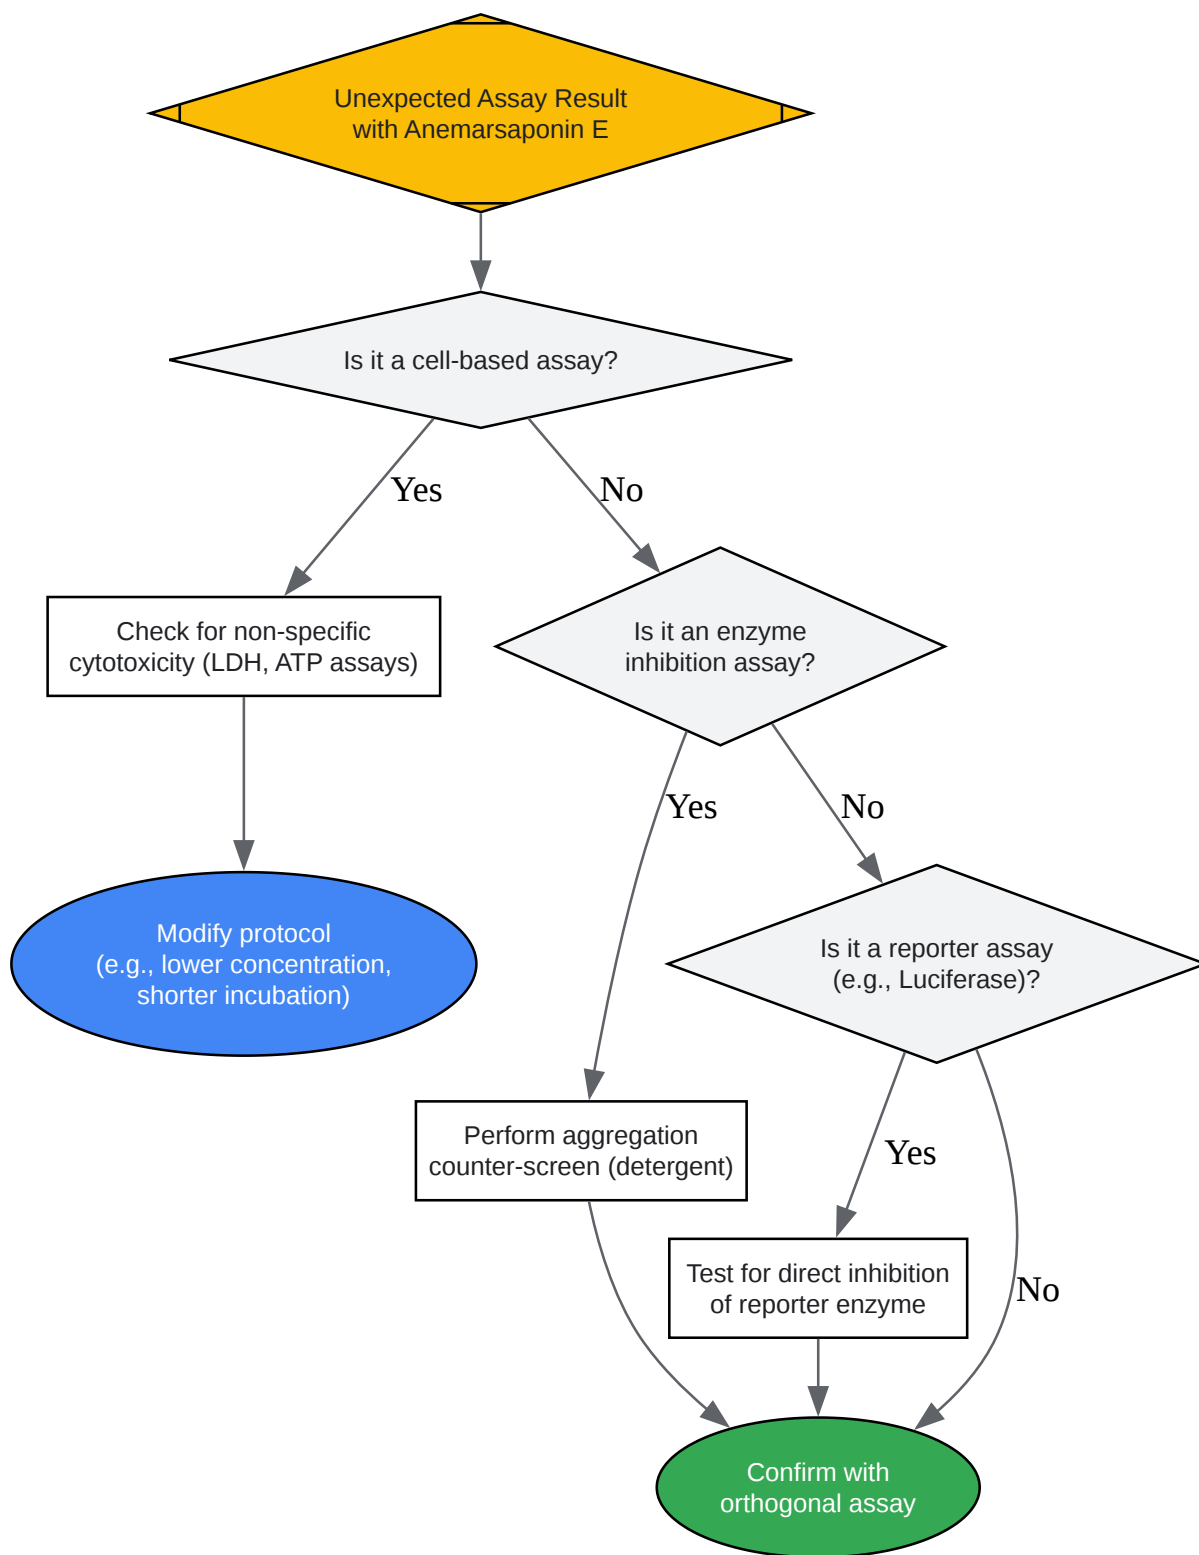 Unexpected Assay Result
with Anemarsaponin E
Is it a cell-based assay?
Yes
No
Check for non-specific
cytotoxicity (LDH, ATP assays)
Is it an enzyme
inhibition assay?
Yes
No
Modify protocol
(e.g., lower concentration,
shorter incubation)
Is it a reporter assay
(e.g., Luciferase)?
Perform aggregation
counter-screen (detergent)
Yes
No
Test for direct inhibition
of reporter enzyme
Confirm with
orthogonal assay